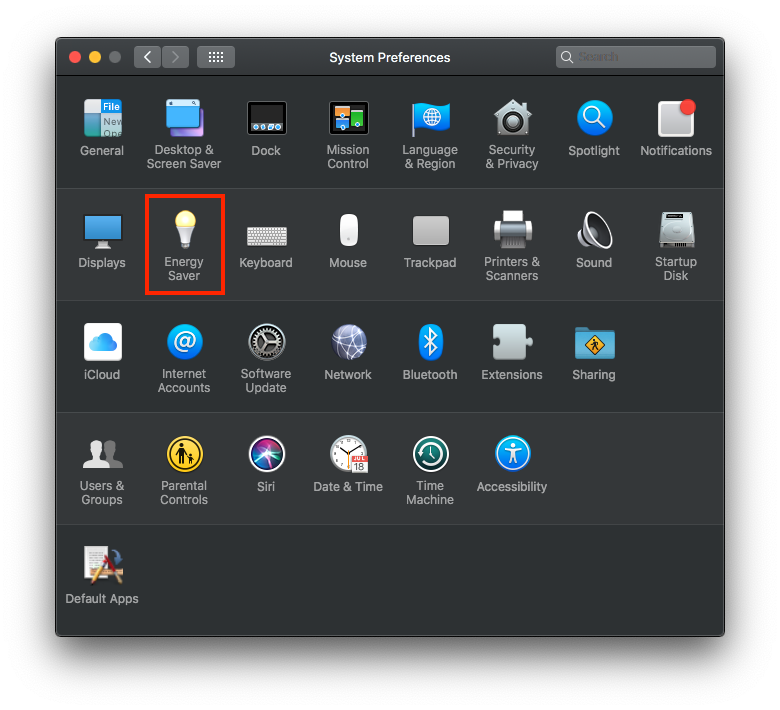 System Preferences
Search
File
New
Ope
General
Desktop &
Screen Saver
Dock
Mission
Control
Language
& Region
Security
& Privacy
Spotlight
Notifications
Displays
Energy
Saver
Keyboard
Mouse
Trackpad
Printers &
Scanners
Sound
Startup
Disk
iCloud
@
Internet
Accounts
Software
Update
Network
Bluetooth
Extensions
Sharing
Users &
Groups
Parental
Controls
Siri
JUL
18
Date & Time
Time
Machine
Accessibility
Default Apps